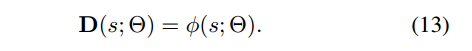 D(s; Θ) = ϕ(s; Θ). (13)